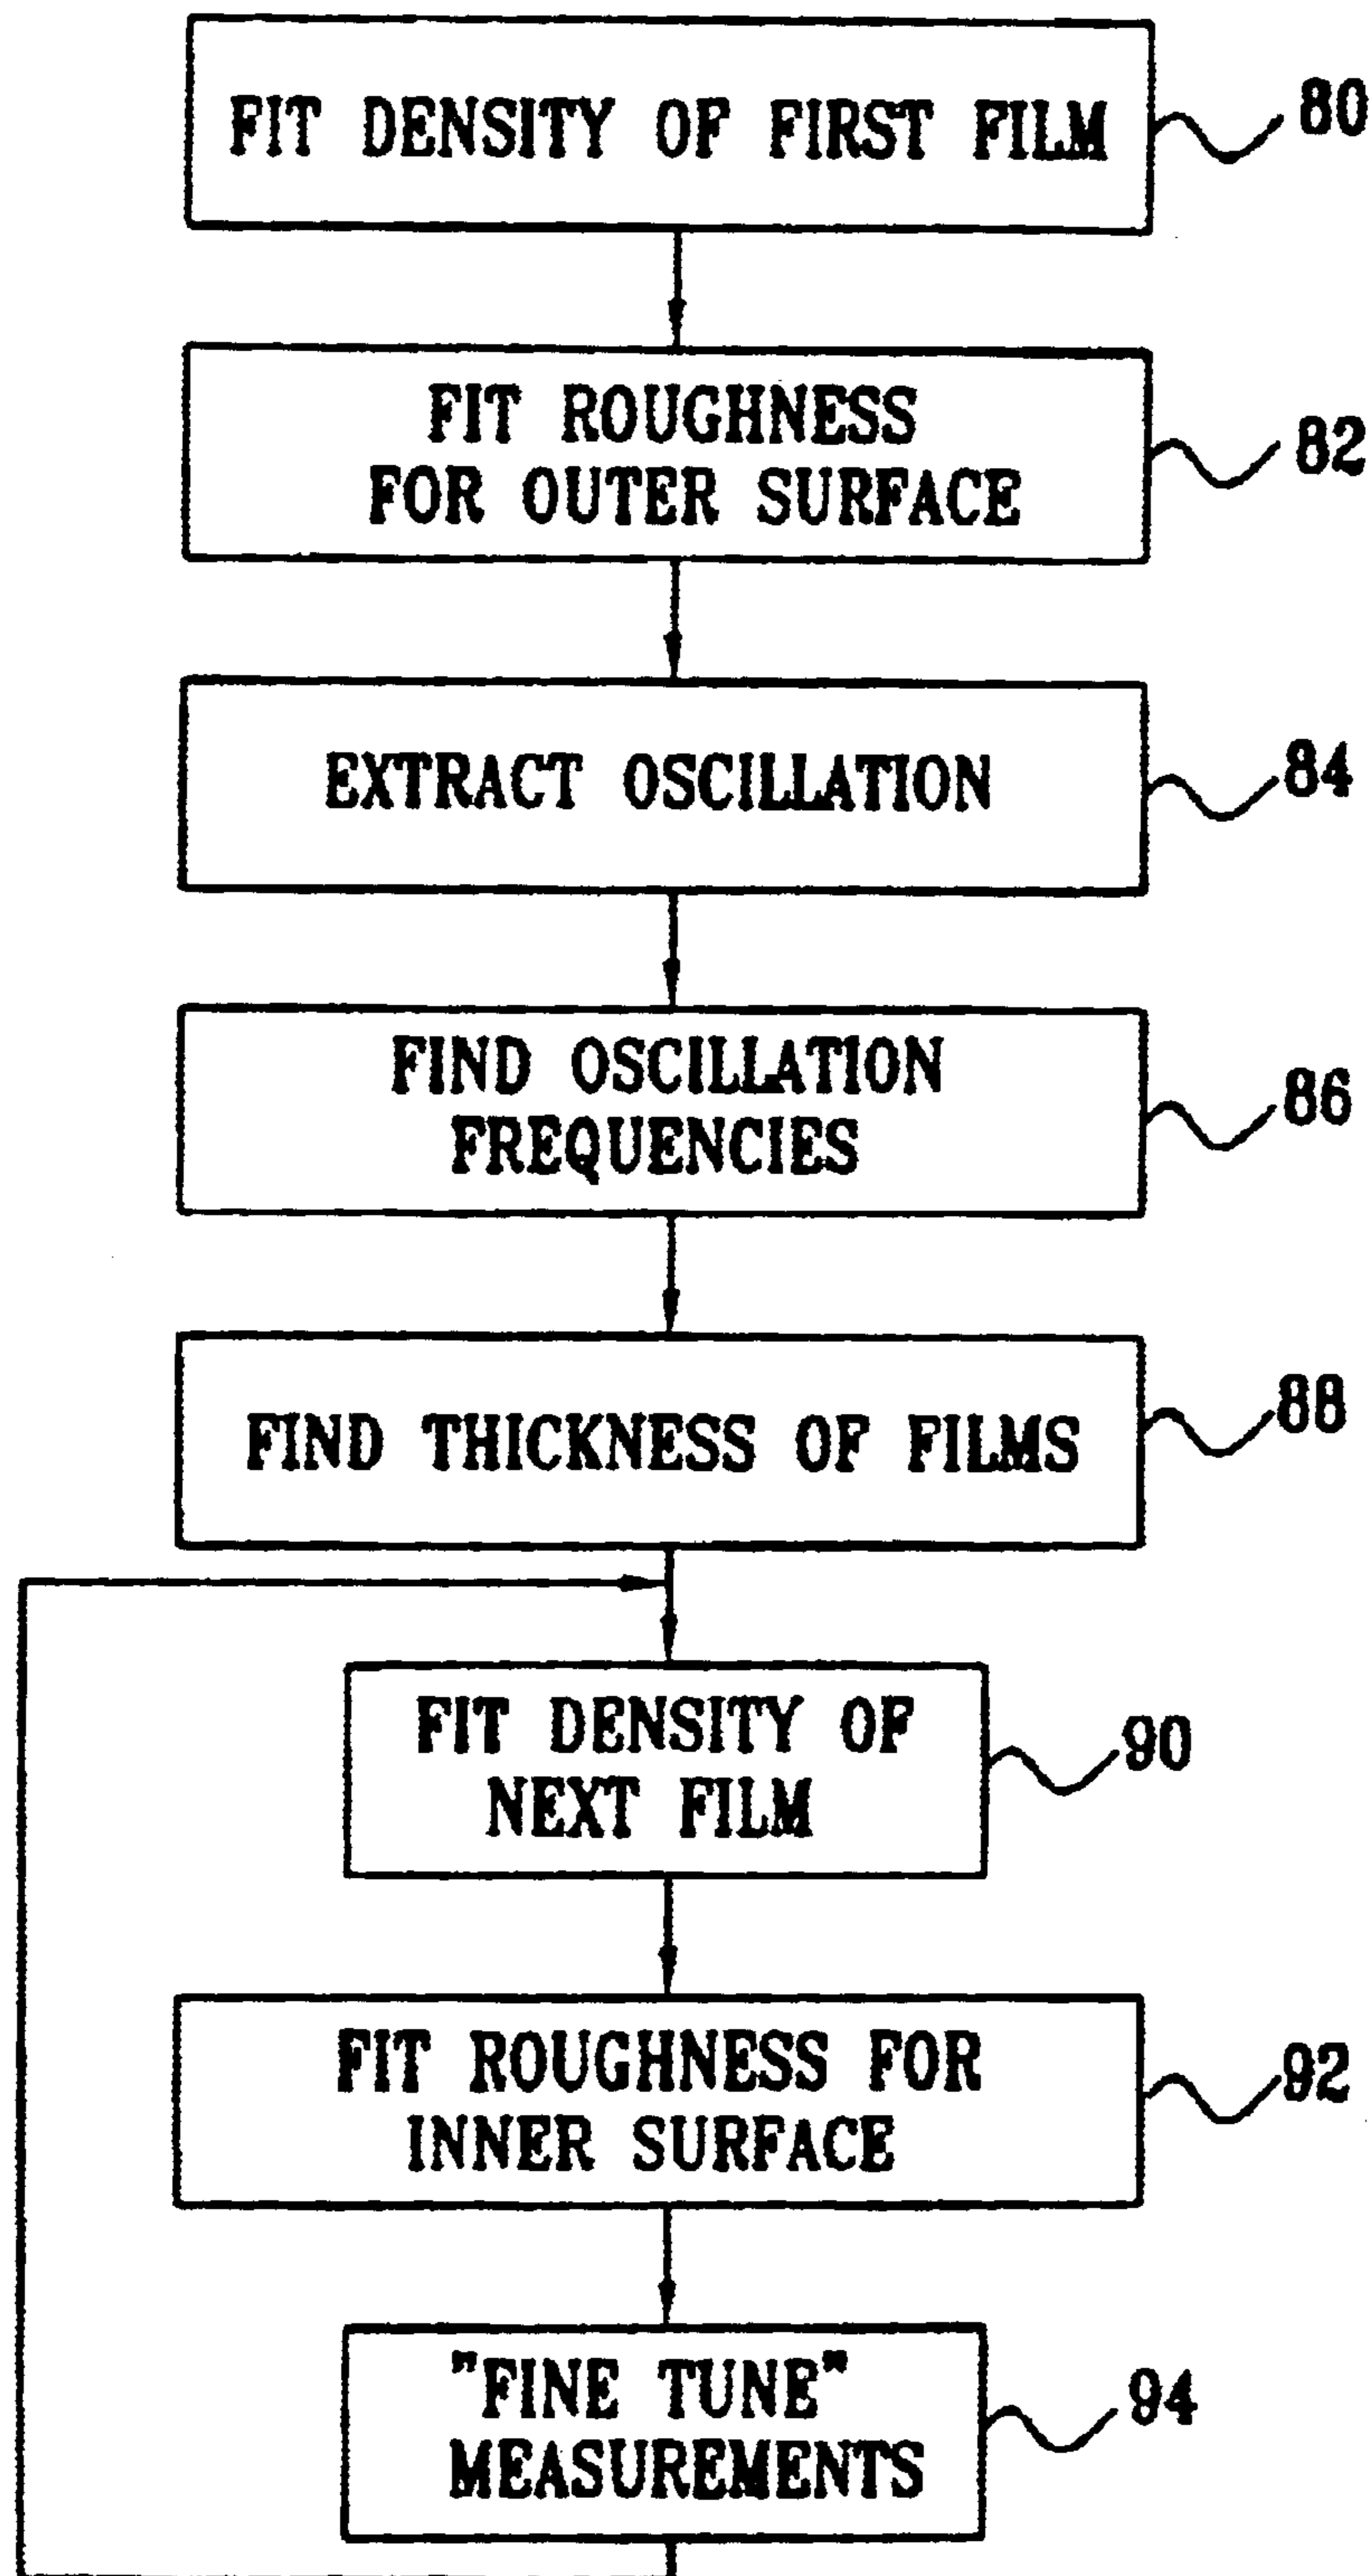 FIT DENSITY OF FIRST FILM
80
FIT ROUGHNESS
FOR OUTER SURFACE
82
EXTRACT OSCILLATION
84
FIND OSCILLATION
FREQUENCIES
86
FIND THICKNESS OF FILMS
88
FIT DENSITY OF
NEXT FILM
90
FIT ROUGHNESS FOR
INNER SURFACE
92
"FINE TUNE"
MEASUREMENTS
94